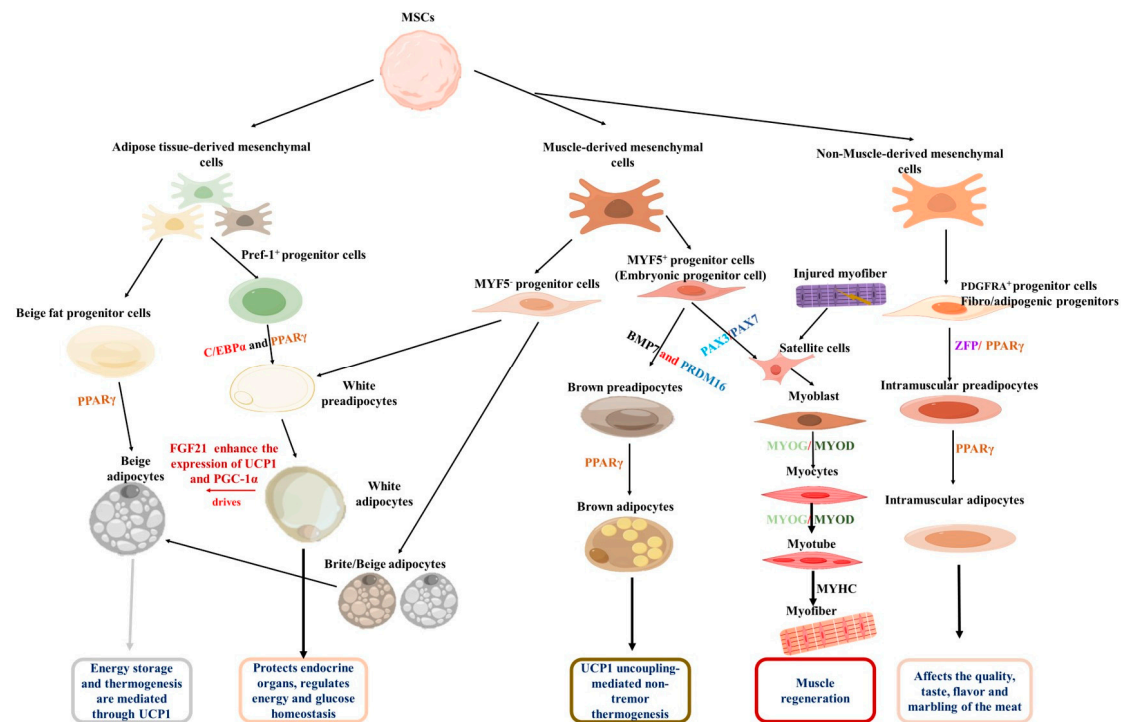 MSCs
Adipose tissue-derived mesenchymal
cells
Muscle-derived mesenchymal
cells
Non-Muscle-derived mesenchymal
cells
Pref-1⁺ progenitor cells
MYF5⁻ progenitor cells
MYF5⁺ progenitor cells
(Embryonic progenitor cell)
Injured myofiber
PDGFRA⁺ progenitor cells
Fibro/adipogenic progenitors
Beige fat progenitor cells
C/EBPα and PPARγ
BMP7 and PRDM16
PAX3/PAX7
Satellite cells
ZFP/ PPARγ
PPARγ
White
preadipocytes
Brown preadipocytes
Myoblast
Intramuscular preadipocytes
FGF21 enhance the
expression of UCP1
and PGC-1α
drives
Beige
adipocytes
White
adipocytes
PPARγ
MYOG/MYOD
Myocytes
PPARγ
Brown adipocytes
Intramuscular adipocytes
MYOG/MYOD
Myotube
Brite/Beige adipocytes
MYHC
Myofiber
Energy storage
and thermogenesis
are mediated
through UCP1
Protects endocrine
organs, regulates
energy and glucose
homeostasis
UCP1 uncoupling-
mediated non-
tremor
thermogenesis
Muscle
regeneration
Affects the quality,
taste, flavor and
marbling of the meat